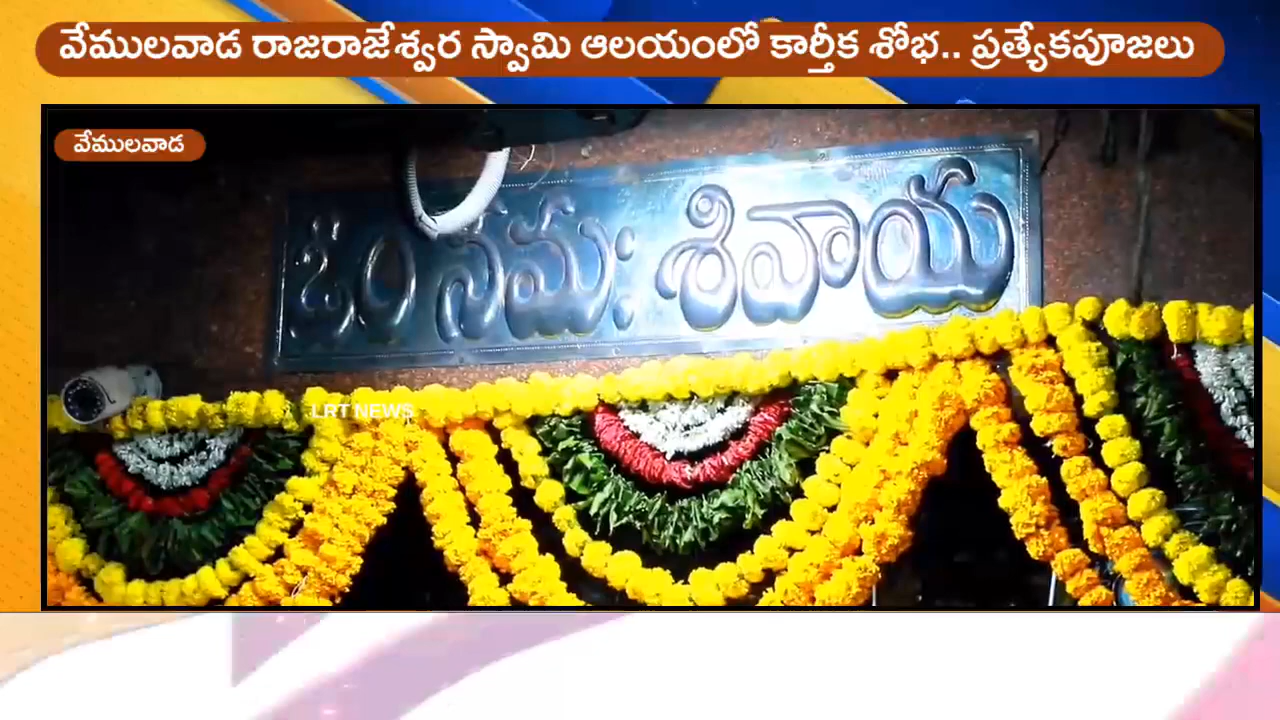 వేములవాడ రాజరాజేశ్వర స్వామి ఆలయంలో కార్తీక శోభ.. ప్రత్యేకపూజలు
వేములవాడ
ఓం నమః శివాయ
LRT NEWS